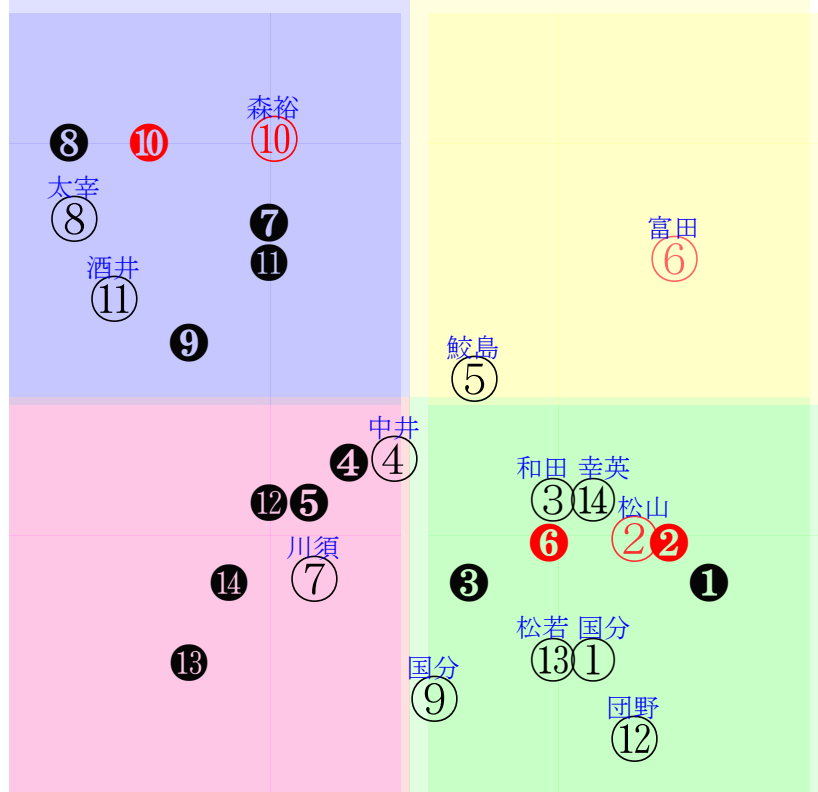 森裕
⑩
❽ ❿
太宰
⑧
❼
富田
⑥
⓫
酒井
⑪
❾
鮫島
⑤
中井
❹ ④
和田 幸英
⓬ ❺ ③ ⑭ 松山
❻ ② ❷
川須
⓮ ⑦ ❸ ❶
松若 国分
⓭ ⑬ ①
国分
⑨
団野
⑫